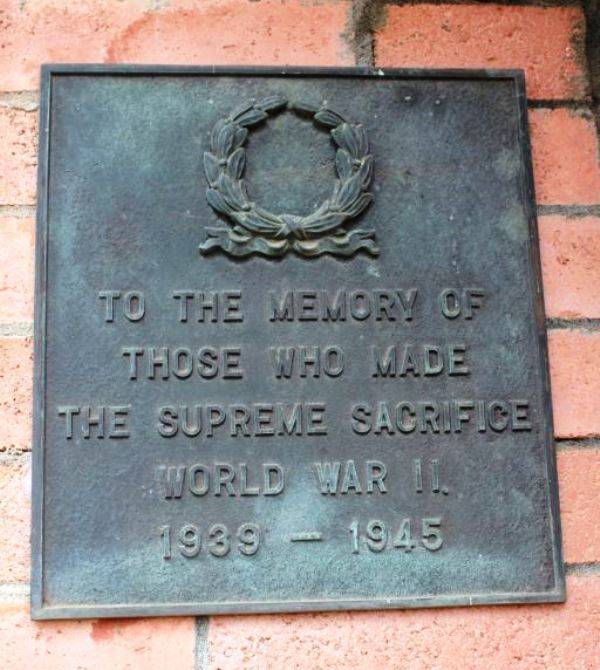 TO THE MEMORY OF
THOSE WHO MADE
THE SUPREME SACRIFICE
WORLD WAR II.
1939 – 1945